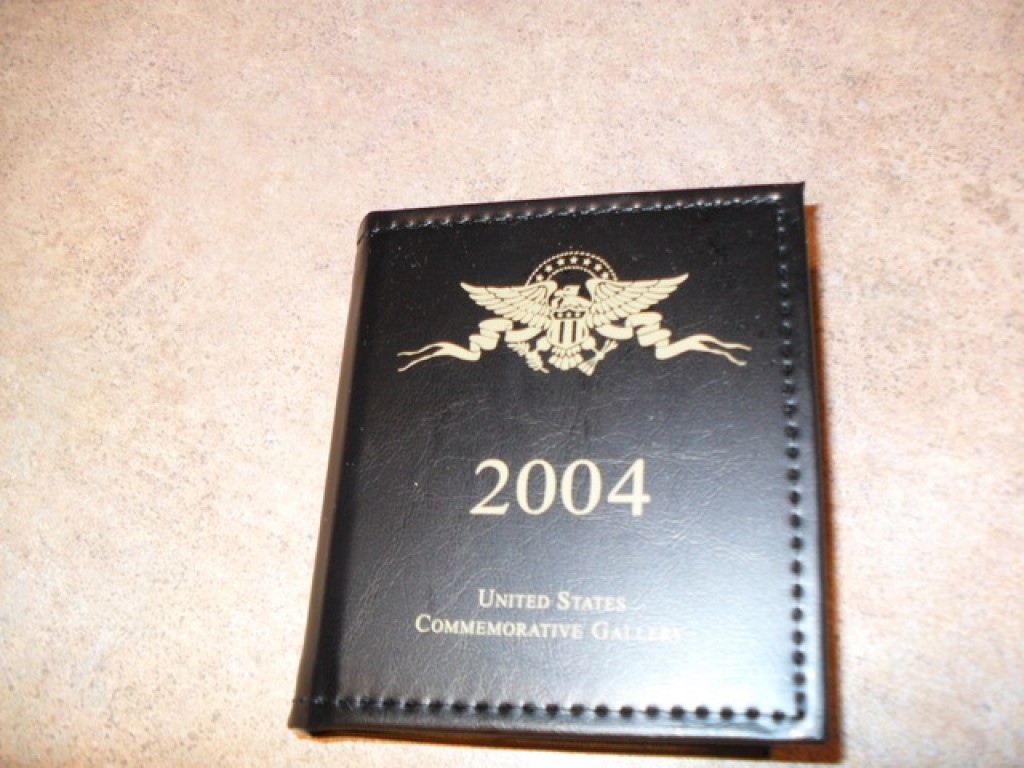 2004
UNITED STATES
COMMEMORATIVE GALLERY